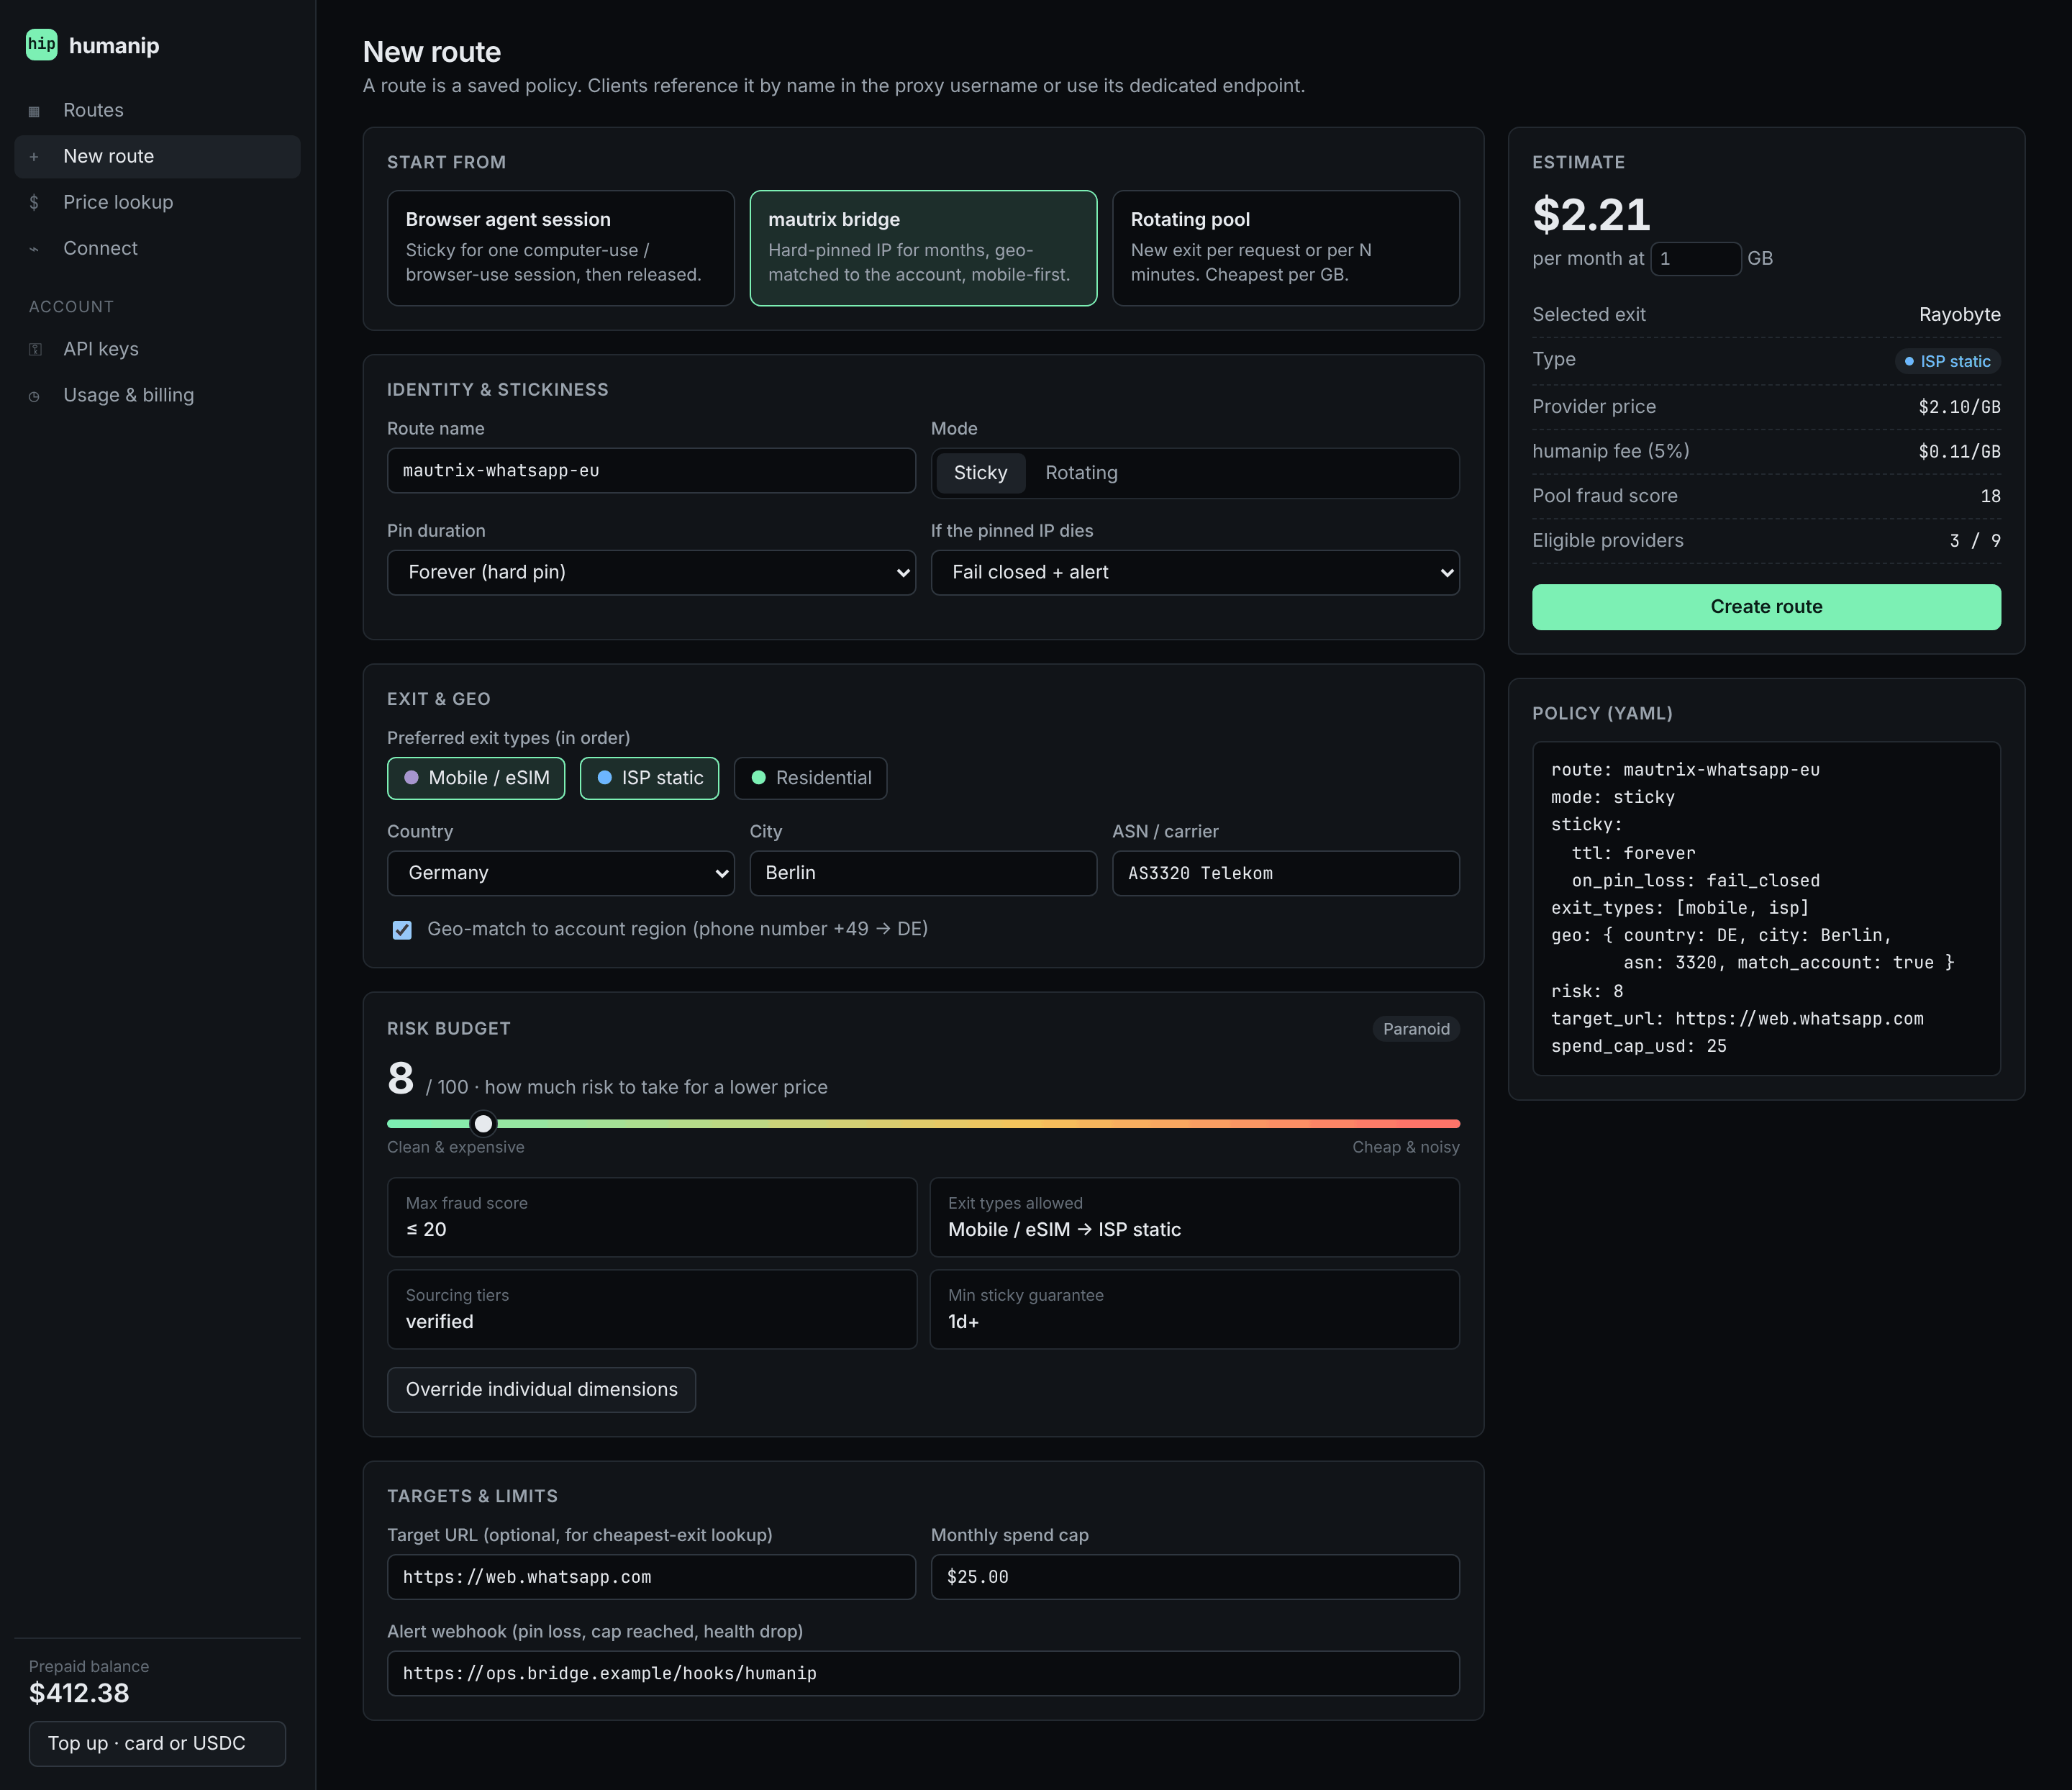 hip humanip
Routes
+ New route
$ Price lookup
Connect
ACCOUNT
API keys
Usage & billing
Prepaid balance
$412.38
Top up · card or USDC
New route
A route is a saved policy. Clients reference it by name in the proxy username or use its dedicated endpoint.
START FROM
Browser agent session
Sticky for one computer-use /
browser-use session, then released.
mautrix bridge
Hard-pinned IP for months, geo-
matched to the account, mobile-first.
Rotating pool
New exit per request or per N
minutes. Cheapest per GB.
IDENTITY & STICKINESS
Route name
mautrix-whatsapp-eu
Mode
Sticky Rotating
Pin duration
Forever (hard pin)
If the pinned IP dies
Fail closed + alert
EXIT & GEO
Preferred exit types (in order)
Mobile / eSIM ISP static Residential
Country
Germany
City
Berlin
ASN / carrier
AS3320 Telekom
Geo-match to account region (phone number +49 → DE)
RISK BUDGET Paranoid
8 / 100 · how much risk to take for a lower price
Clean & expensive Cheap & noisy
Max fraud score
≤ 20
Exit types allowed
Mobile / eSIM → ISP static
Sourcing tiers
verified
Min sticky guarantee
1d+
Override individual dimensions
TARGETS & LIMITS
Target URL (optional, for cheapest-exit lookup)
https://web.whatsapp.com
Monthly spend cap
$25.00
Alert webhook (pin loss, cap reached, health drop)
https://ops.bridge.example/hooks/humanip
ESTIMATE
$2.21
per month at 1 GB
Selected exit Rayobyte
Type ISP static
Provider price $2.10/GB
humanip fee (5%) $0.11/GB
Pool fraud score 18
Eligible providers 3 / 9
Create route
POLICY (YAML)
route: mautrix-whatsapp-eu
mode: sticky
sticky:
  ttl: forever
  on_pin_loss: fail_closed
exit_types: [mobile, isp]
geo: { country: DE, city: Berlin,
       asn: 3320, match_account: true }
risk: 8
target_url: https://web.whatsapp.com
spend_cap_usd: 25